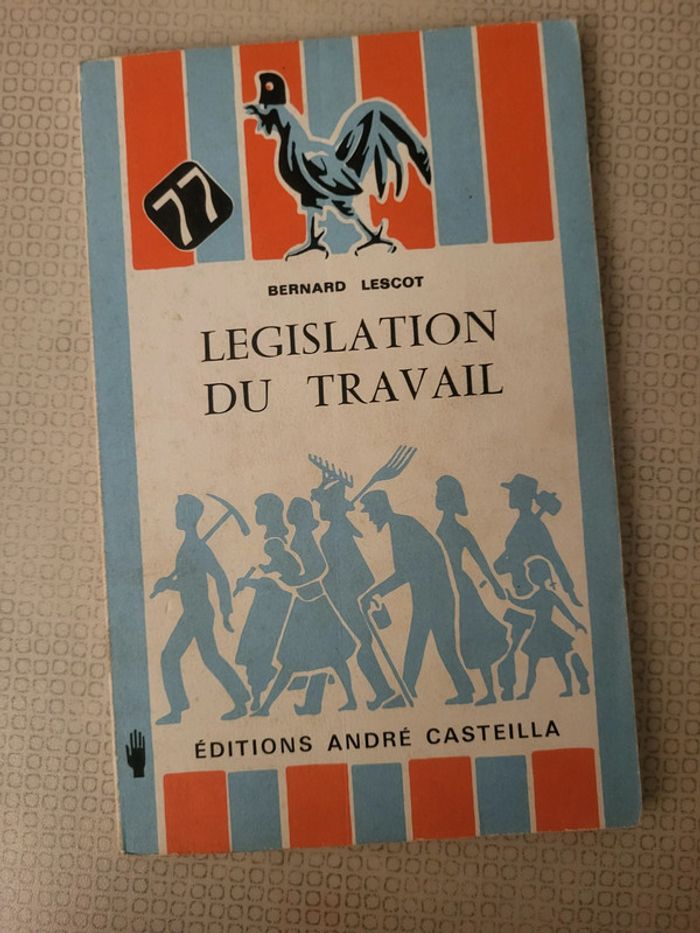 77
BERNARD LESCOT
LEGISLATION
DU TRAVAIL
ÉDITIONS ANDRÉ CASTEILLA